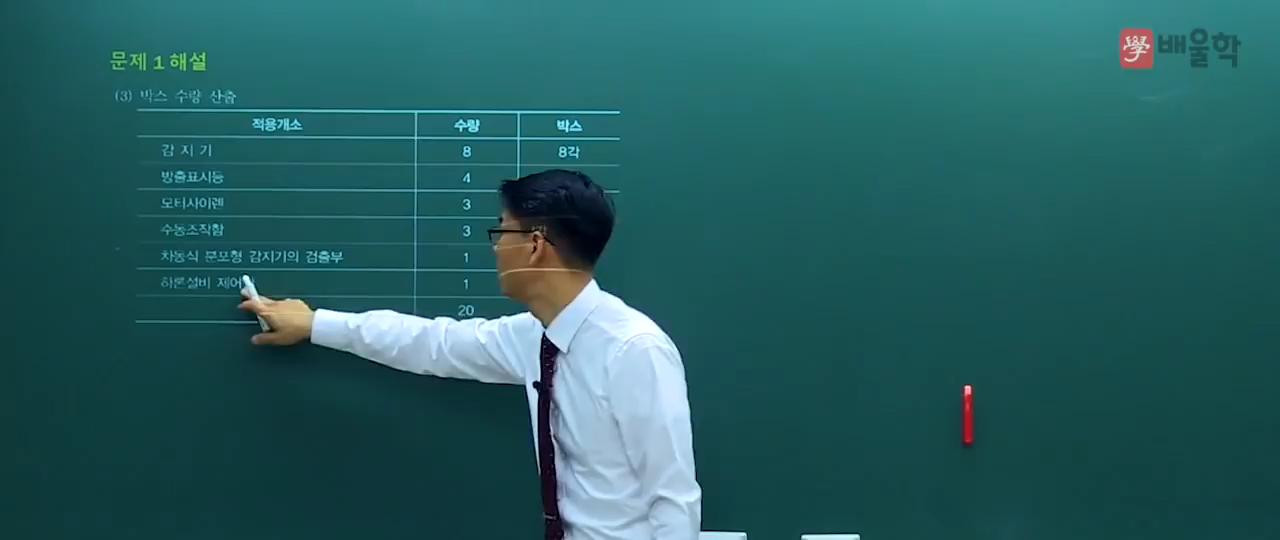 學 배울학
문제 1 해설
(3) 박스 수량 산출
적용개소 수량 박스
감 지 기 8 8각
방출표시등 4
모터사이렌 3
수동조작함 3
차동식 분포형 감지기의 검출부 1
하론설비 1
20